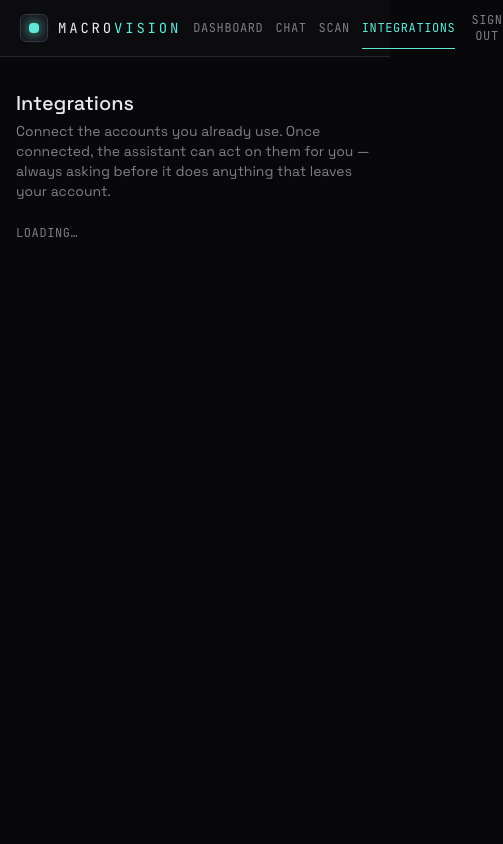 MACROVISION DASHBOARD CHAT SCAN INTEGRATIONS SIGN OUT
Integrations
Connect the accounts you already use. Once
connected, the assistant can act on them for you —
always asking before it does anything that leaves
your account.
LOADING…